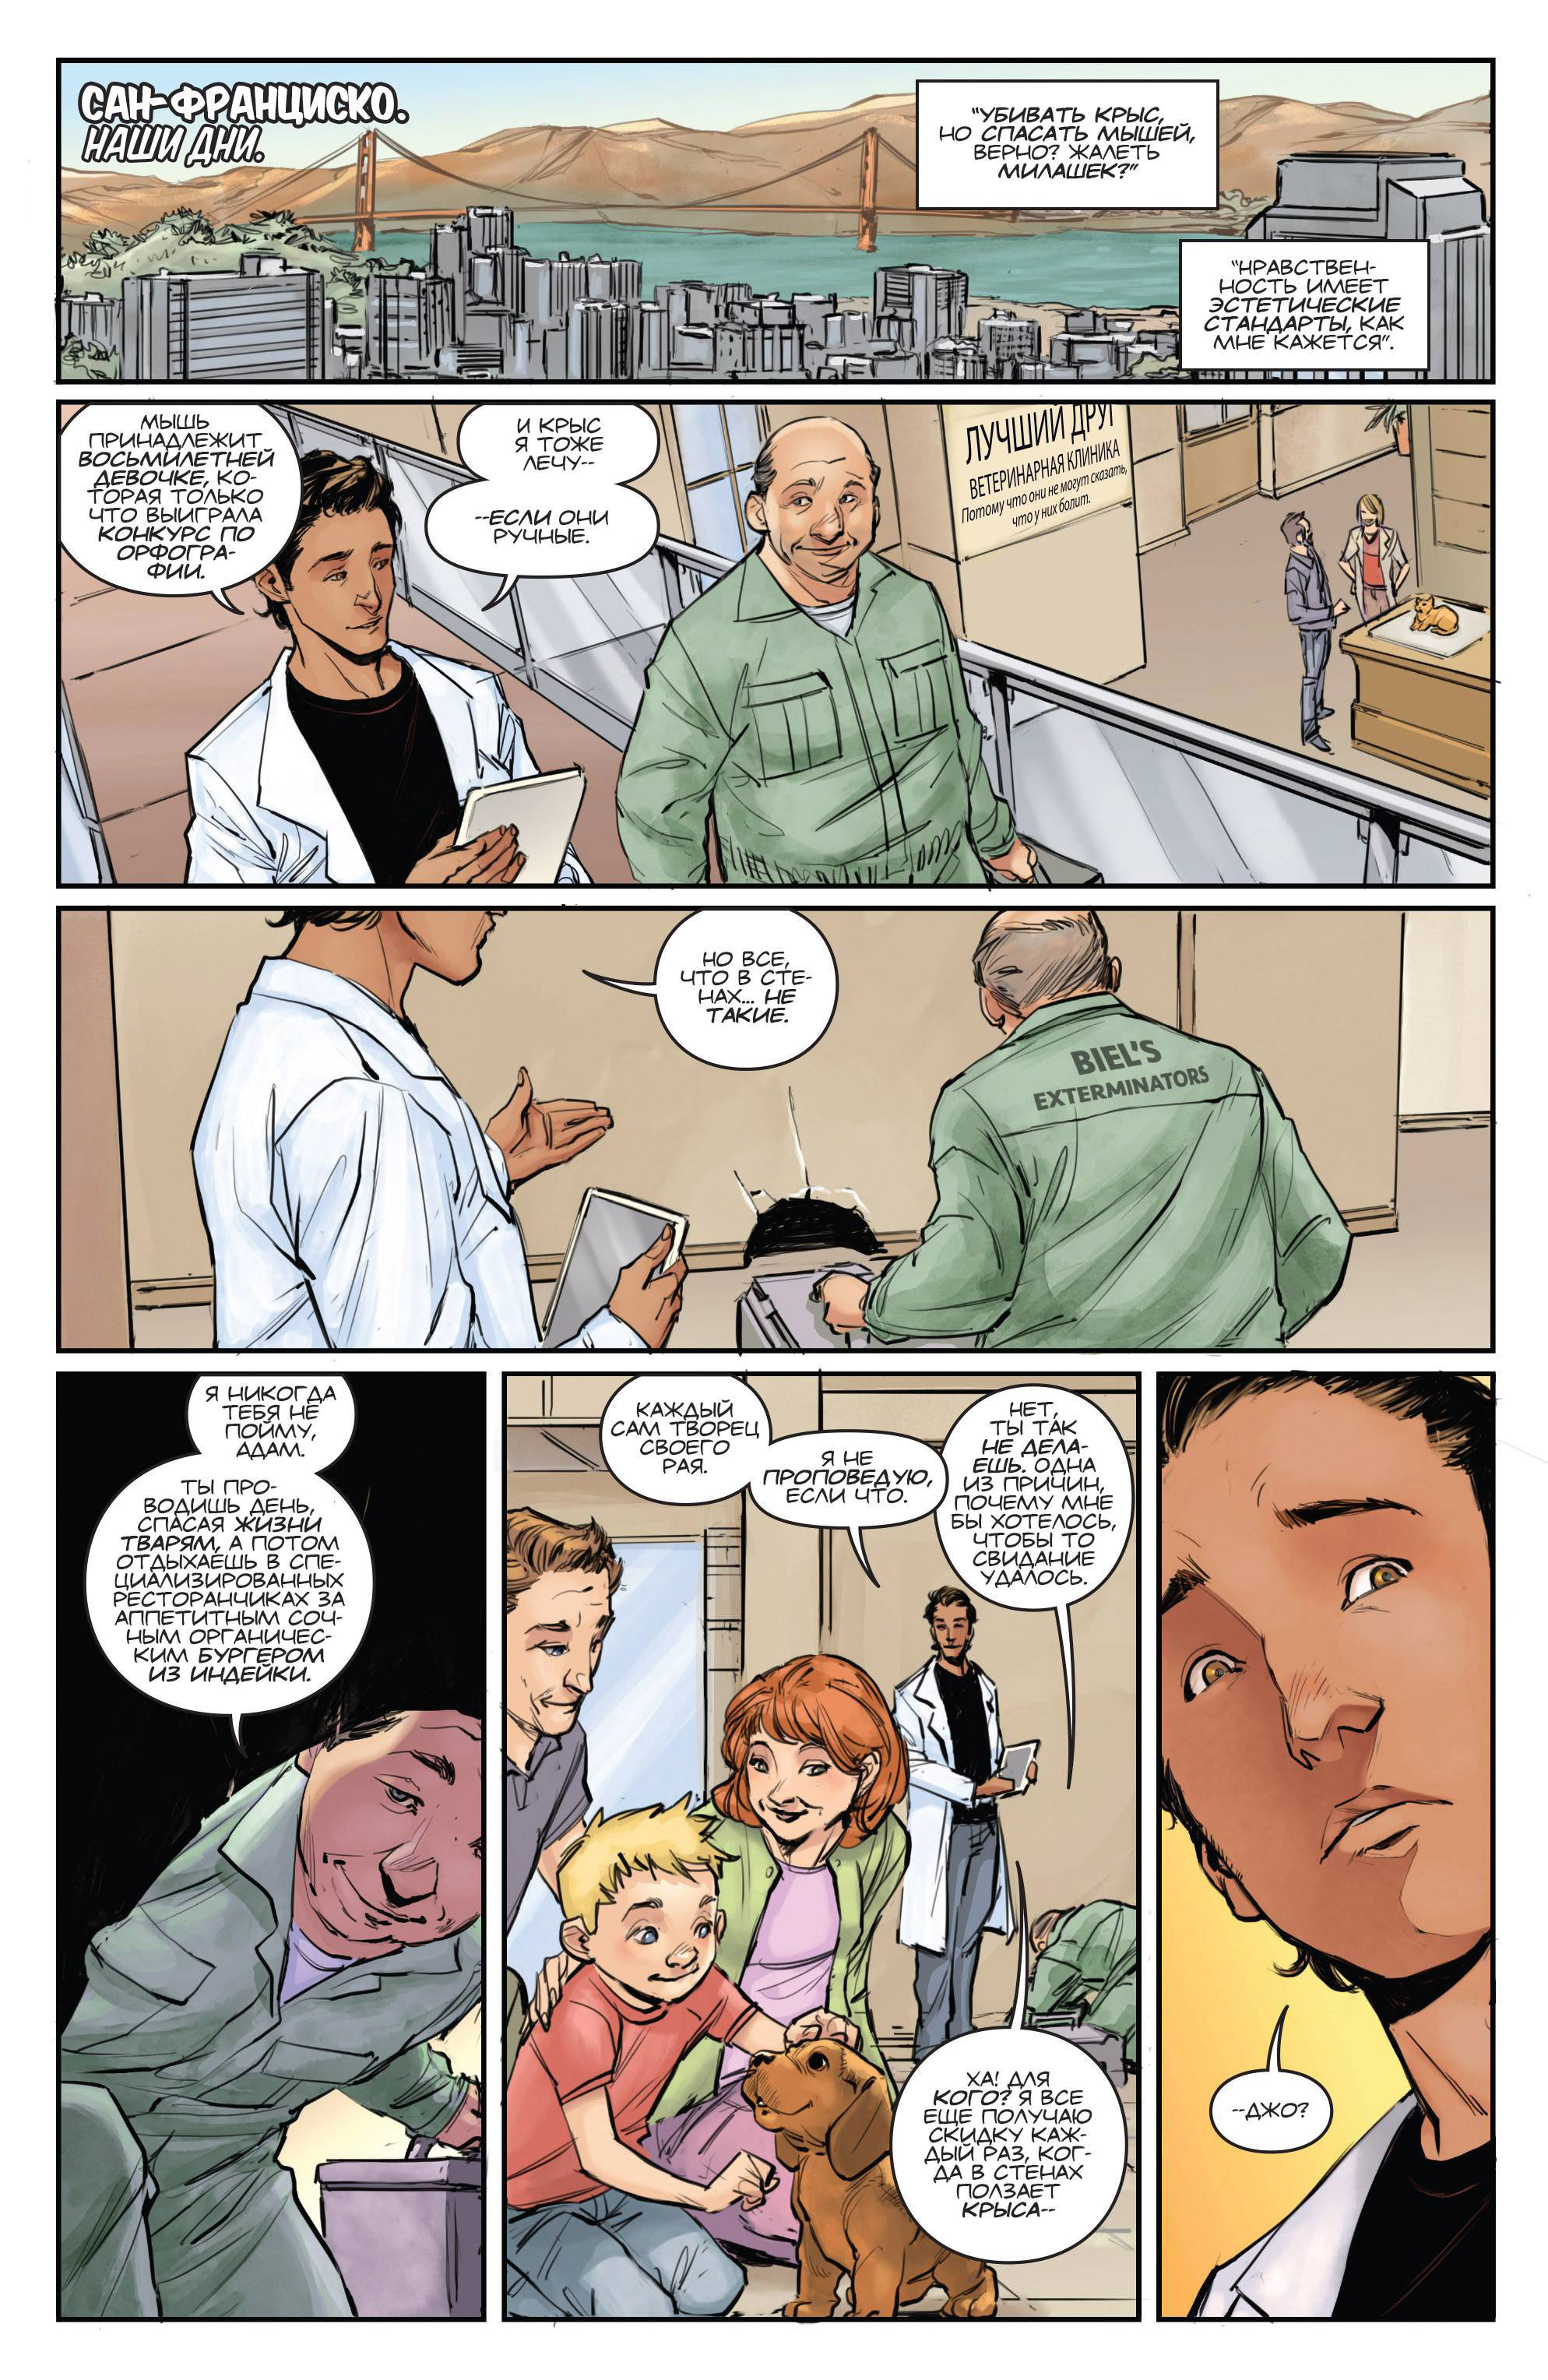 САН-ФРАНЦИСКО.
НАШИ ДНИ.
"УБИВАТЬ КРЫС,
НО СПАСАТЬ МЫШЕЙ,
ВЕРНО? ЖАЛЕТЬ
МИЛАШЕК?"
"НРАВСТВЕН-
НОСТЬ ИМЕЕТ
ЭСТЕТИЧЕСКИЕ
СТАНДАРТЫ, КАК
МНЕ КАЖЕТСЯ".
МЫШЬ
ПРИНАДЛЕЖИТ
ВОСЬМИЛЕТНЕЙ
ДЕВОЧКЕ, КО-
ТОРАЯ ТОЛЬКО
ЧТО ВЫИГРАЛА
КОНКУРС ПО
ОРФОГРА-
ФИИ.
И КРЫС
Я ТОЖЕ
ЛЕЧУ--
--ЕСЛИ ОНИ
РУЧНЫЕ.
ЛУЧШИЙ ДРУГ
ВЕТЕРИНАРНАЯ КЛИНИКА
Потому что они не могут сказать,
что у них болит.
НО ВСЕ,
ЧТО В СТЕ-
НАХ... НЕ
ТАКИЕ.
BIEL'S
EXTERMINATORS
Я НИКОГДА
ТЕБЯ НЕ
ПОЙМУ,
АДАМ.
ТЫ ПРО-
ВОДИШЬ ДЕНЬ,
СПАСАЯ ЖИЗНИ
ТВАРЯМ, А ПОТОМ
ОТДЫХАЕШЬ В СПЕ-
ЦИАЛИЗИРОВАННЫХ
РЕСТОРАНЧИКАХ ЗА
АППЕТИТНЫМ СОЧ-
НЫМ ОРГАНИЧЕС-
КИМ БУРГЕРОМ
ИЗ ИНДЕЙКИ.
КАЖДЫЙ
САМ ТВОРЕЦ
СВОЕГО
РАЯ.
Я НЕ
ПРОПОВЕДУЮ,
ЕСЛИ ЧТО.
НЕТ,
ТЫ ТАК
НЕ ДЕЛА-
ЕШЬ. ОДНА
ИЗ ПРИЧИН,
ПОЧЕМУ МНЕ
БЫ ХОТЕЛОСЬ,
ЧТОБЫ ТО
СВИДАНИЕ
УДАЛОСЬ.
ХА! ДЛЯ
КОГО? Я ВСЕ
ЕЩЕ ПОЛУЧАЮ
СКИДКУ КАЖ-
ДЫЙ РАЗ, КОГ-
ДА В СТЕНАХ
ПОЛЗАЕТ
КРЫСА--
--ДЖО?